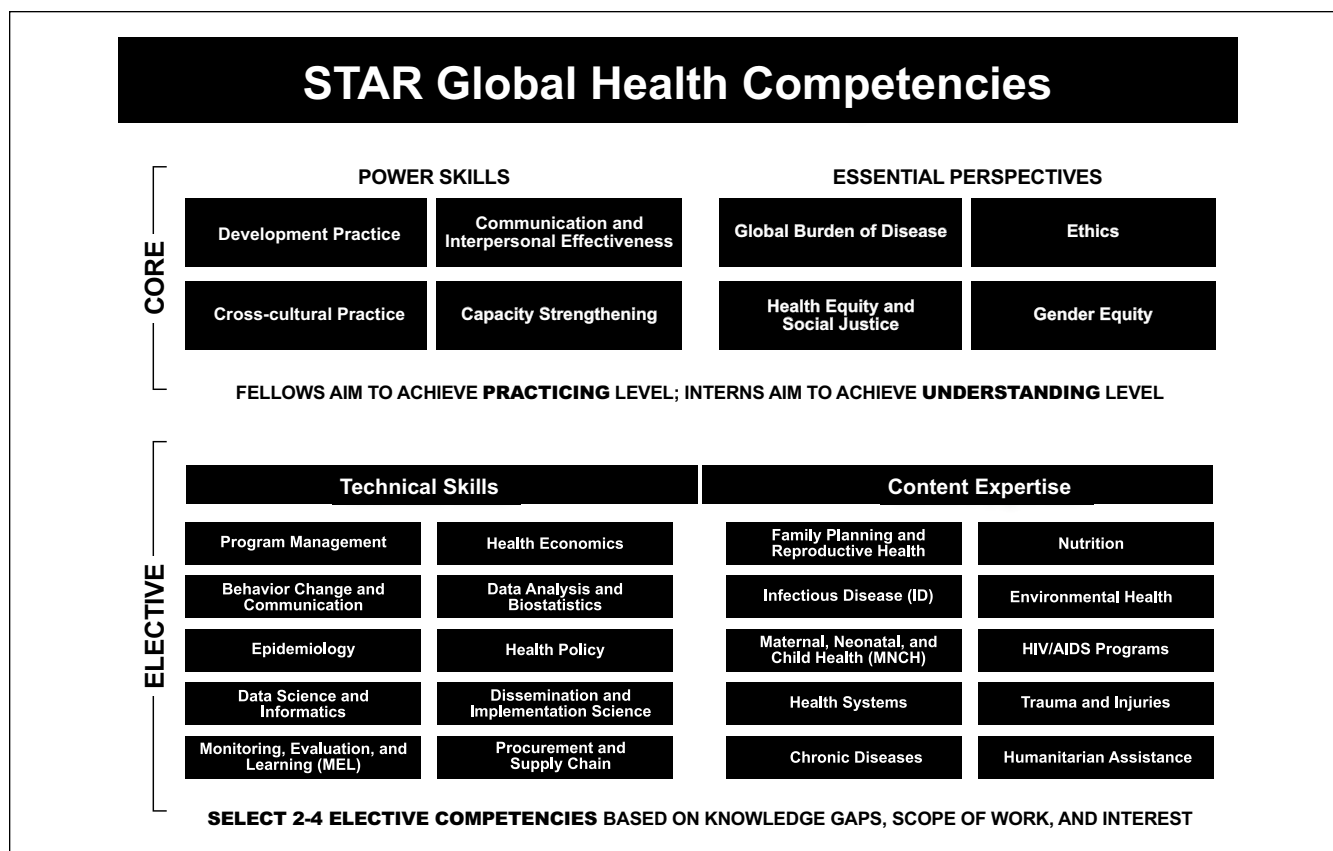 STAR Global Health Competencies
CORE
POWER SKILLS
Development Practice
Communication and
Interpersonal Effectiveness
Cross-cultural Practice
Capacity Strengthening
ESSENTIAL PERSPECTIVES
Global Burden of Disease
Ethics
Health Equity and
Social Justice
Gender Equity
FELLOWS AIM TO ACHIEVE PRACTICING LEVEL; INTERNS AIM TO ACHIEVE UNDERSTANDING LEVEL
ELECTIVE
Technical Skills
Program Management
Health Economics
Behavior Change and
Communication
Data Analysis and
Biostatistics
Epidemiology
Health Policy
Data Science and
Informatics
Dissemination and
Implementation Science
Monitoring, Evaluation, and
Learning (MEL)
Procurement and
Supply Chain
Content Expertise
Family Planning and
Reproductive Health
Nutrition
Infectious Disease (ID)
Environmental Health
Maternal, Neonatal, and
Child Health (MNCH)
HIV/AIDS Programs
Health Systems
Trauma and Injuries
Chronic Diseases
Humanitarian Assistance
SELECT 2-4 ELECTIVE COMPETENCIES BASED ON KNOWLEDGE GAPS, SCOPE OF WORK, AND INTEREST